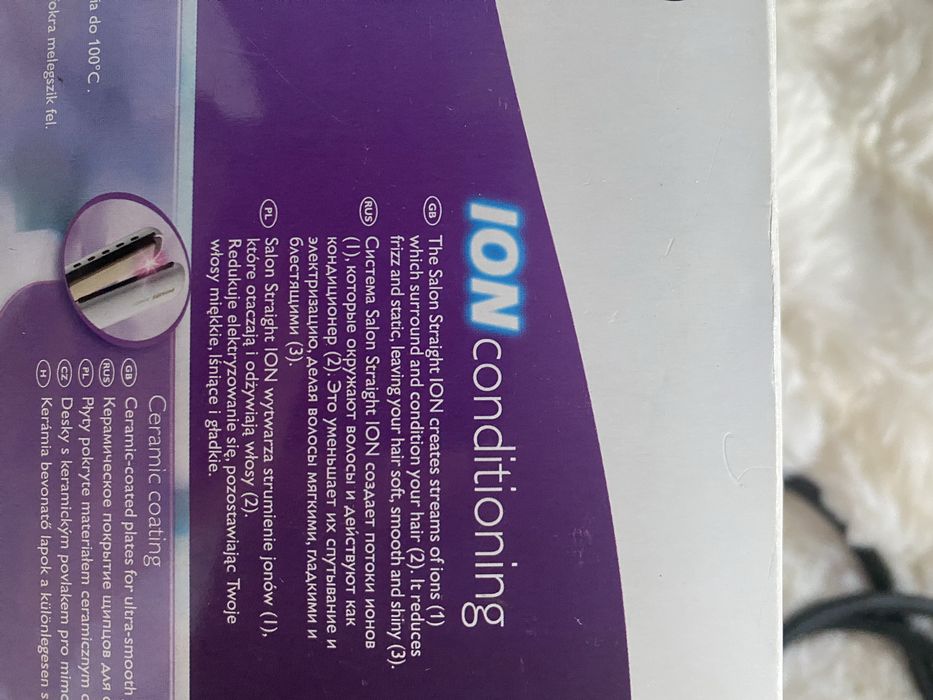 ION conditioning
GB The Salon Straight ION creates streams of ions (1)
which surround and condition your hair (2). It reduces
frizz and static, leaving your hair soft, smooth and shiny (3).
RUS Система Salon Straight ION создает потоки ионов
(1), которые окружают волосы и действуют как
кондиционер (2). Это уменьшает их спутывание и
электризацию, делая волосы мягкими, гладкими и
блестящими (3).
PL Salon Straight ION wytwarza strumienie jonów (1),
które otaczają i odżywiają włosy (2).
Redukuje elektryzowanie się, pozostawiając Twoje
włosy miękkie, lśniące i gładkie.
Ceramic coating
GB Ceramic-coated plates for ultra-smooth
RUS Керамическое покрытие щипцов для
PL Płyty pokryte materiałem ceramicznym
CZ Desky s keramickým povlakem pro
H Kerámia bevonatú lapok a különlegesen
do 100°C.
melegszik fel.